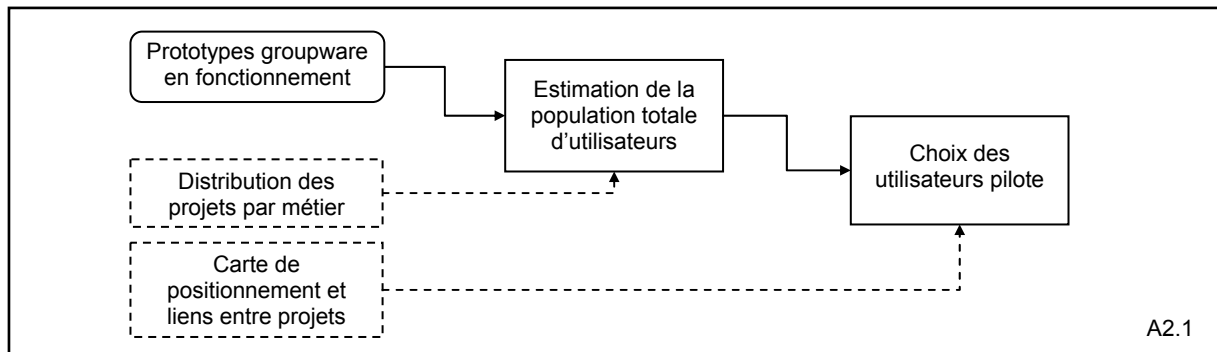 Prototypes groupware
en fonctionnement
Estimation de la
population totale
d’utilisateurs
Choix des
utilisateurs pilote
Distribution des
projets par métier
Carte de
positionnement et
liens entre projets
A2.1